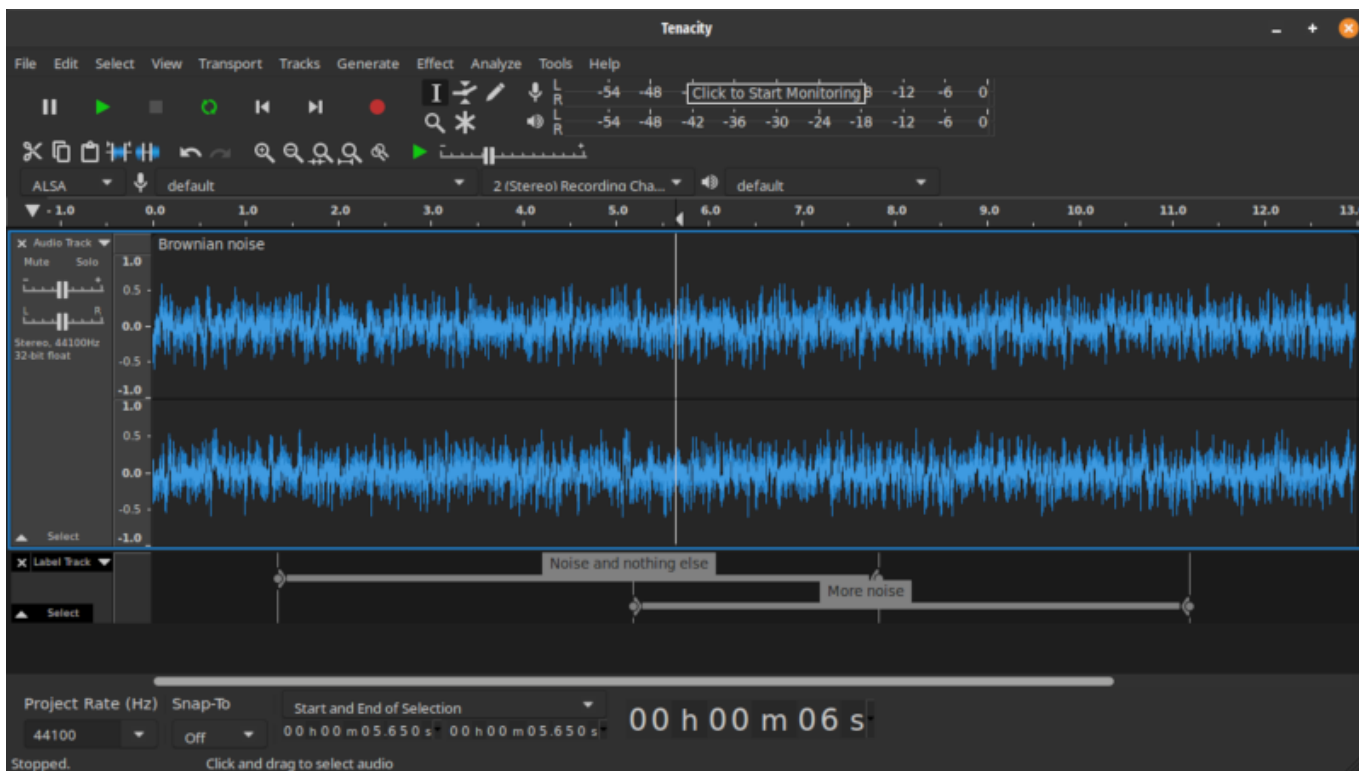 Tenacity
File Edit Select View Transport Tracks Generate Effect Analyze Tools Help
L R -54 -48 Click to Start Monitoring -12 -6 0
L R -54 -48 -42 -36 -30 -24 -18 -12 -6 0
ALSA default 2 (Stereo) Recording Cha... default
- 1.0 0.0 1.0 2.0 3.0 4.0 5.0 6.0 7.0 8.0 9.0 10.0 11.0 12.0 13.
Audio Track Brownian noise
Mute Solo 1.0
- + 0.5
L R 0.0
Stereo, 44100Hz
32-bit float -0.5
-1.0
1.0
0.5
0.0
-0.5
Select -1.0
Label Track Noise and nothing else
More noise
Select
Project Rate (Hz) Snap-To Start and End of Selection
44100 Off 00 h 00 m 05.650 s 00 h 00 m 05.650 s 00 h 00 m 06 s
Stopped. Click and drag to select audio